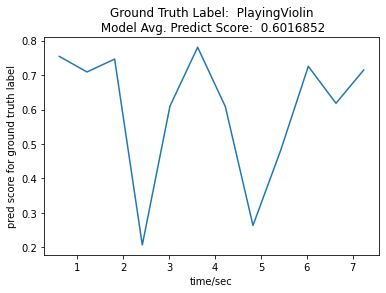 Ground Truth Label:  PlayingViolin
Model Avg. Predict Score:  0.6016852
pred score for ground truth label
0.8
0.7
0.6
0.5
0.4
0.3
0.2
1 2 3 4 5 6 7
time/sec